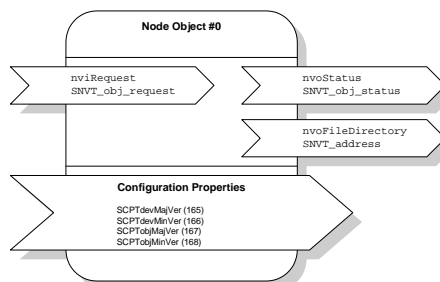 Node Object #0
nviRequest
SNVT_obj_request
nvoStatus
SNVT_obj_status
nvoFileDirectory
SNVT_address
Configuration Properties
SCPTdevMajVer (165)
SCPTdevMinVer (166)
SCPTobjMajVer (167)
SCPTobjMinVer (168)